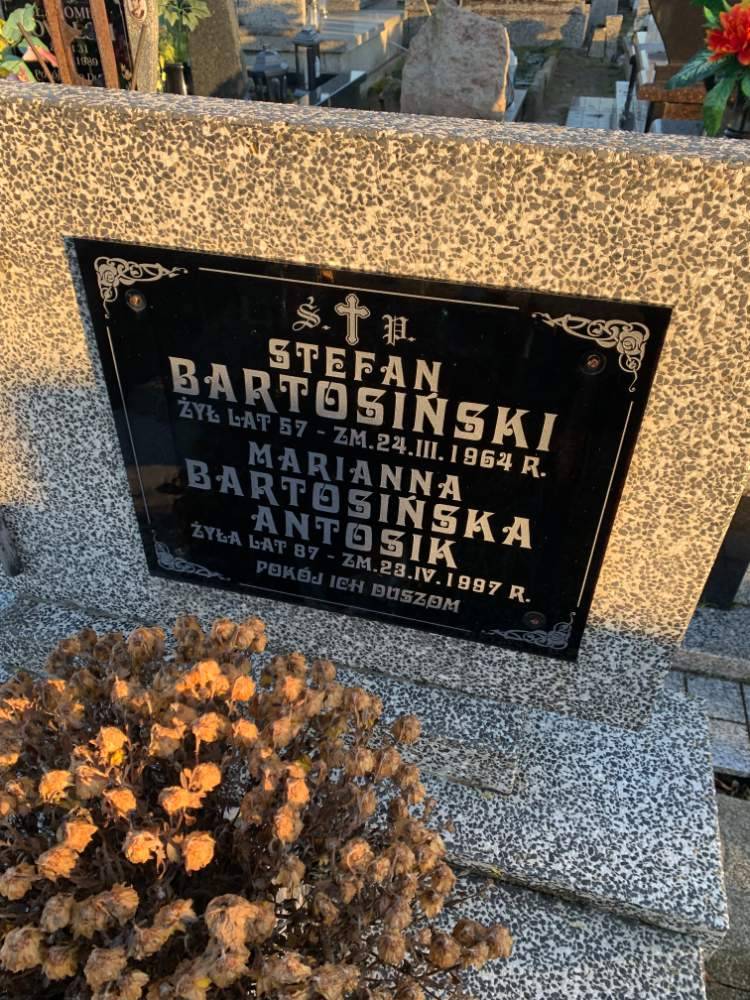 Ś. P.
STEFAN
BARTOSIŃSKI
ŻYŁ LAT 57 - ZM. 24.III. 1964 R.
MARIANNA
BARTOSIŃSKA
ANTOSIK
ŻYŁA LAT 87 - ZM. 23.IV. 1997 R.
POKÓJ ICH DUSZOM